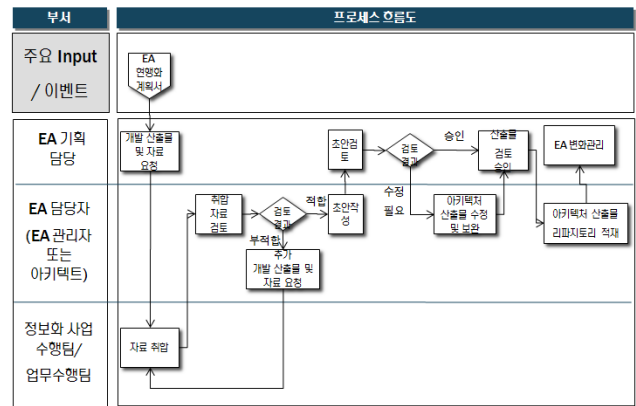 부서
프로세스 흐름도
주요 Input
/ 이벤트
EA
현행화
계획서
EA 기획
담당
개발 산출물
및 자료
요청
초안검
토
검토
결과
승인
산출물
검토
승인
EA 변화관리
EA 담당자
(EA 관리자
또는
아키텍트)
취합
자료
검토
검토
결과
적합
부적합
초안작
성
수정
필요
아키텍처
산출물 수정
및 보완
아키텍처 산출물
리파지토리 적재
추가
개발 산출물 및
자료 요청
정보화 사업
수행팀/
업무수행팀
자료 취합